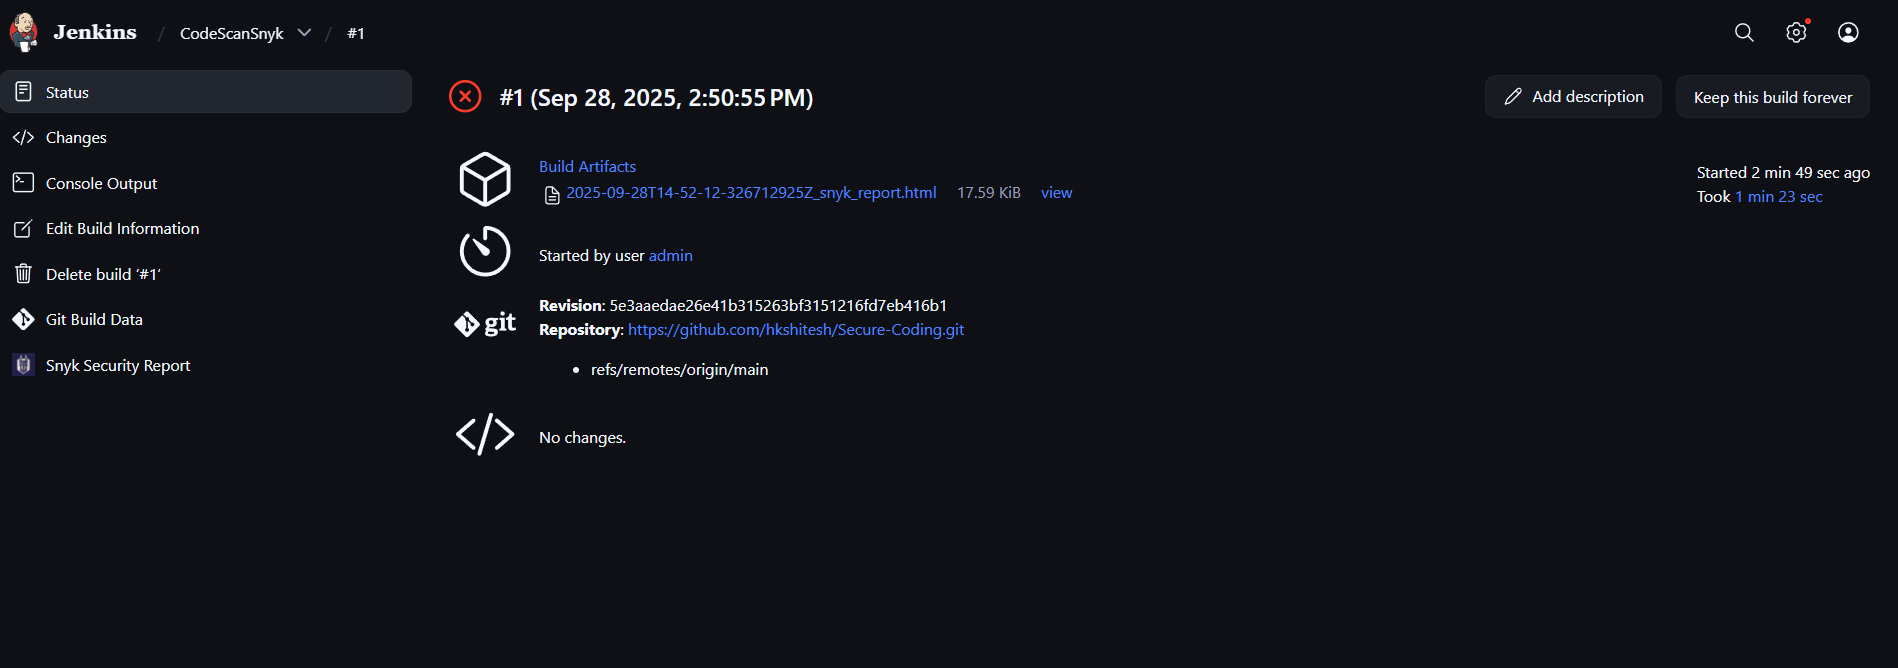 Jenkins / CodeScanSnyk / #1
Status
Changes
Console Output
Edit Build Information
Delete build ‘#1’
Git Build Data
Snyk Security Report
#1 (Sep 28, 2025, 2:50:55 PM)
Add description
Keep this build forever
Build Artifacts
2025-09-28T14-52-12-326712925Z_snyk_report.html 17.59 KiB view
Started 2 min 49 sec ago
Took 1 min 23 sec
Started by user admin
git
Revision: 5e3aaedae26e41b315263bf3151216fd7eb416b1
Repository: https://github.com/hkshitesh/Secure-Coding.git
• refs/remotes/origin/main
No changes.